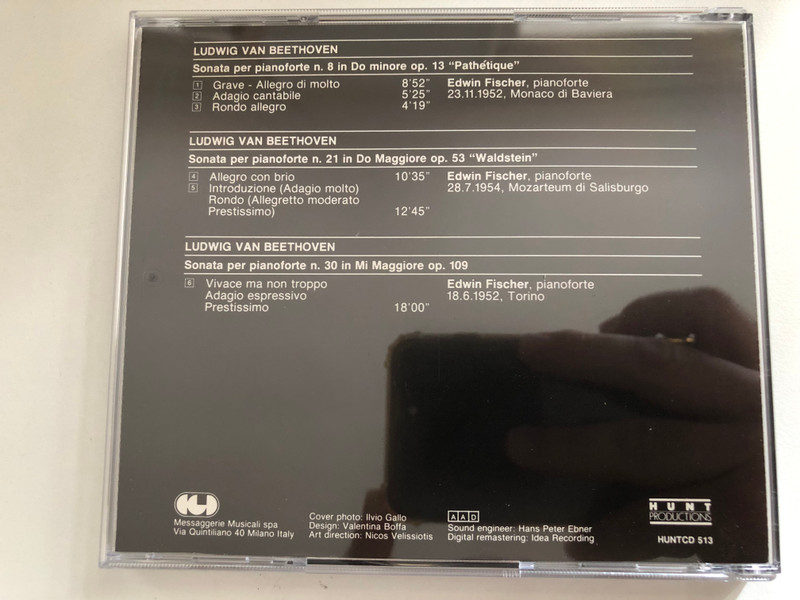 LUDWIG VAN BEETHOVEN
Sonata per pianoforte n. 8 in Do minore op. 13 "Pathétique"
1 Grave - Allegro di molto 8'52" Edwin Fischer, pianoforte
2 Adagio cantabile 5'25" 23.11.1952, Monaco di Baviera
3 Rondo allegro 4'19"
LUDWIG VAN BEETHOVEN
Sonata per pianoforte n. 21 in Do Maggiore op. 53 "Waldstein"
4 Allegro con brio 10'35" Edwin Fischer, pianoforte
5 Introduzione (Adagio molto) 28.7.1954, Mozarteum di Salisburgo
Rondo (Allegretto moderato
Prestissimo) 12'45"
LUDWIG VAN BEETHOVEN
Sonata per pianoforte n. 30 in Mi Maggiore op. 109
6 Vivace ma non troppo Edwin Fischer, pianoforte
Adagio espressivo 18.6.1952, Torino
Prestissimo 18'00"
Messaggerie Musicali spa
Via Quintiliano 40 Milano Italy
Cover photo: Ilvio Gallo
Design: Valentina Boffa
Art direction: Nicos Velissiotis
AAD
Sound engineer: Hans Peter Ebner
Digital remastering: Idea Recording
HUNT
PRODUCTIONS
HUNTCD 513